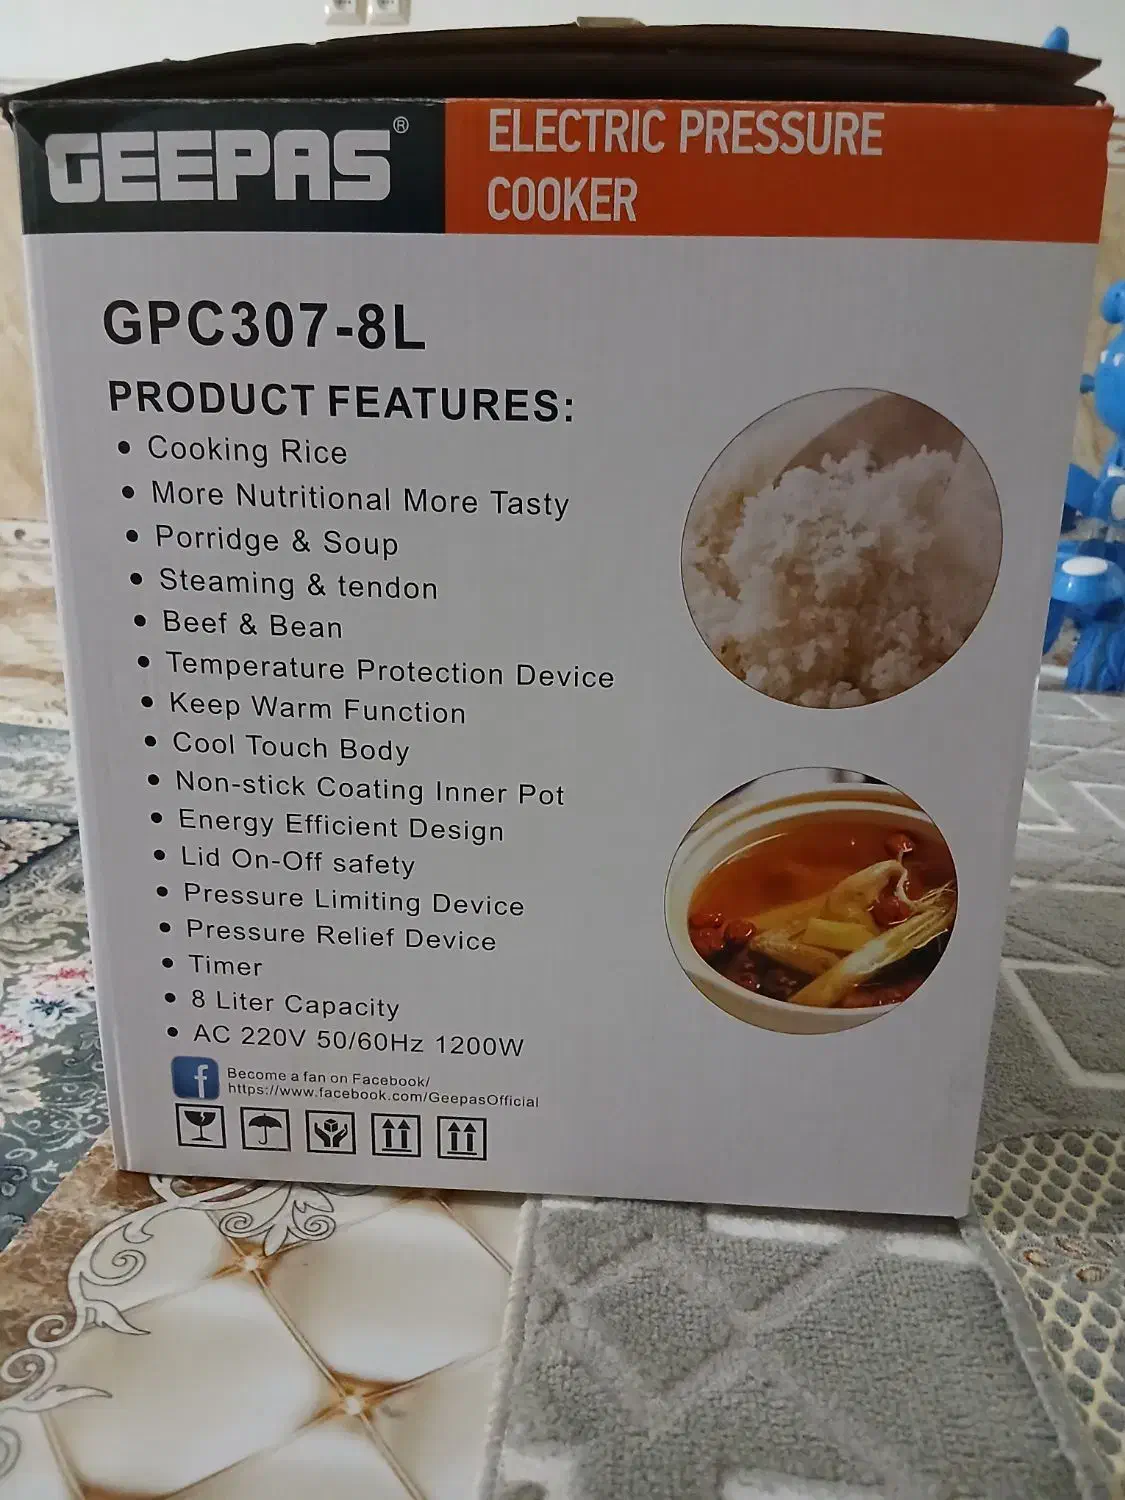 GEEPAS®
ELECTRIC PRESSURE
COOKER
GPC307-8L
PRODUCT FEATURES:
• Cooking Rice
• More Nutritional More Tasty
• Porridge & Soup
• Steaming & tendon
• Beef & Bean
• Temperature Protection Device
• Keep Warm Function
• Cool Touch Body
• Non-stick Coating Inner Pot
• Energy Efficient Design
• Lid On-Off safety
• Pressure Limiting Device
• Pressure Relief Device
• Timer
• 8 Liter Capacity
• AC 220V 50/60Hz 1200W
f
Become a fan on Facebook/
https://www.facebook.com/GeepasOfficial